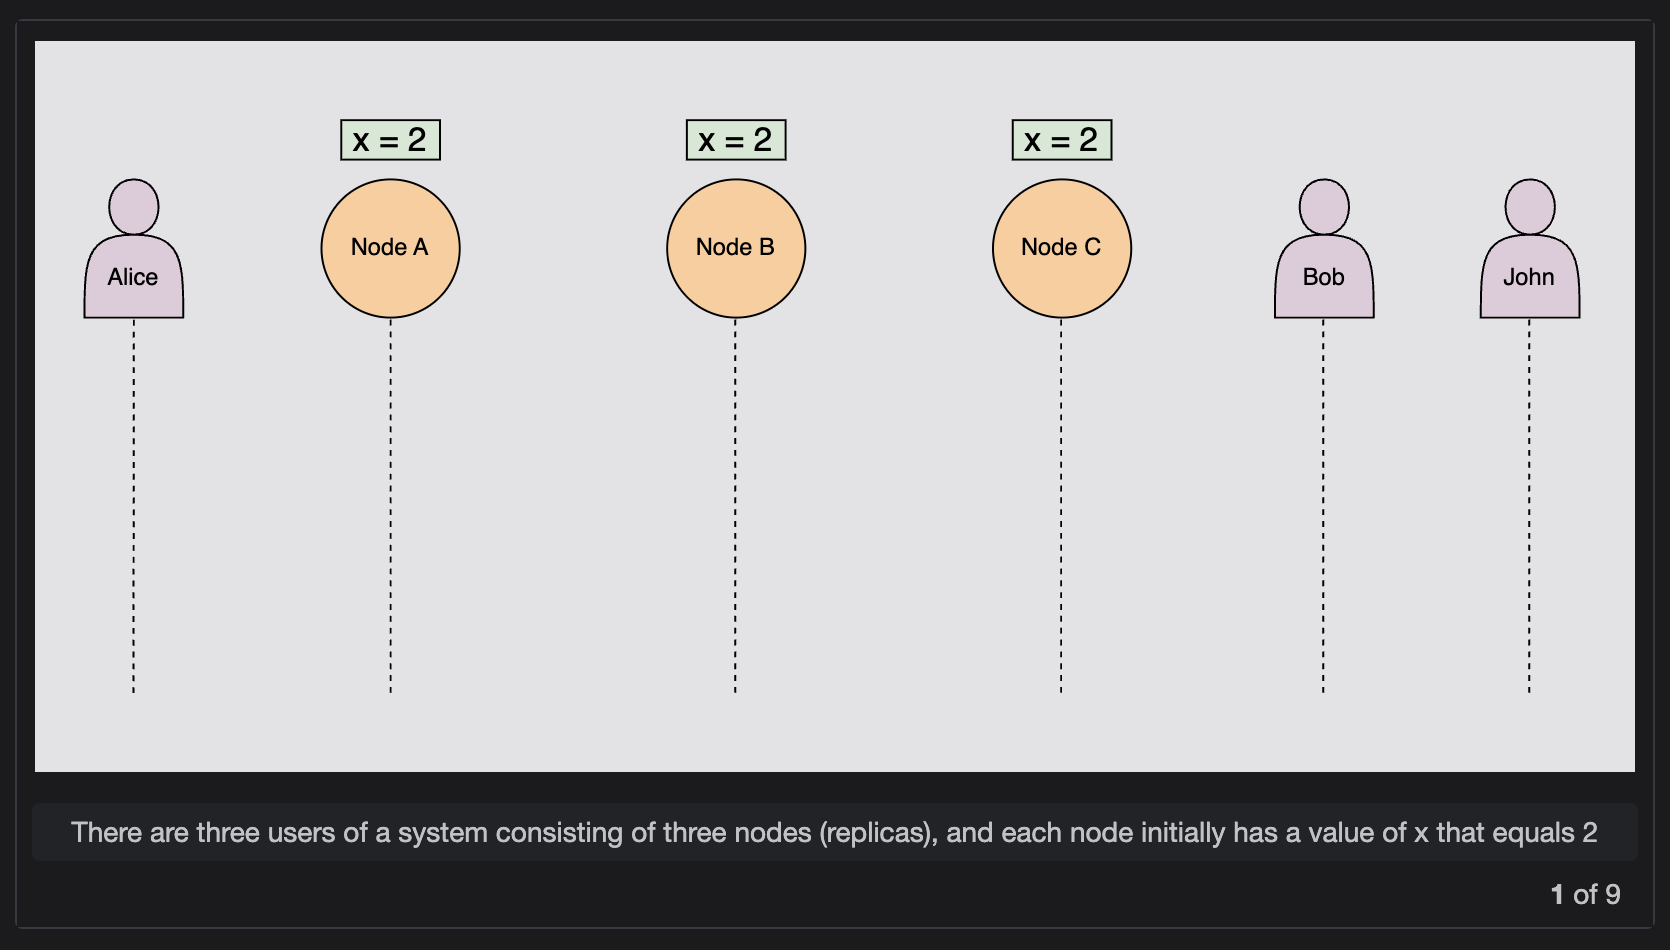 x = 2
x = 2
x = 2
Alice
Node A
Node B
Node C
Bob
John
There are three users of a system consisting of three nodes (replicas), and each node initially has a value of x that equals 2
1 of 9